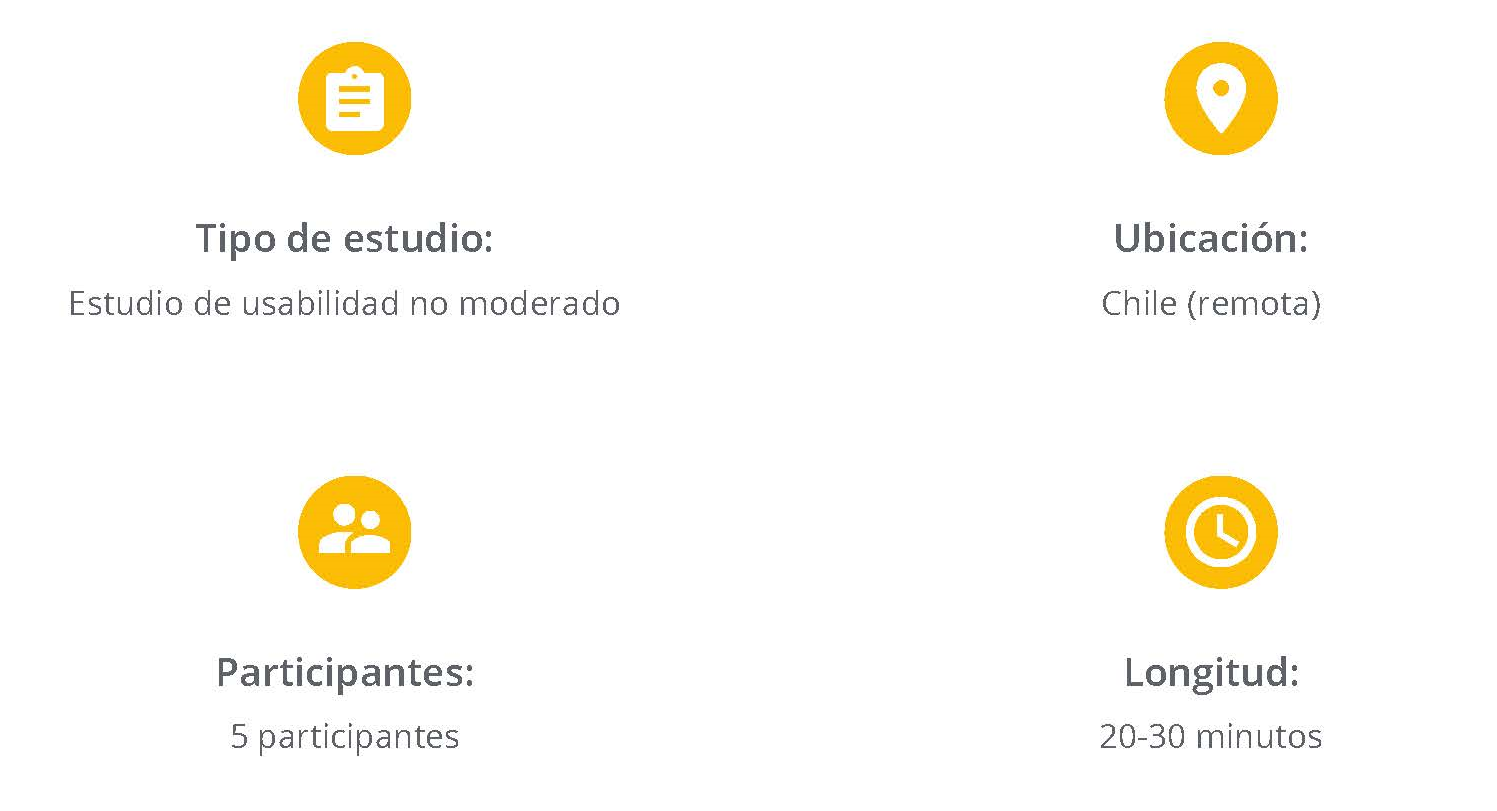 Tipo de estudio:
Estudio de usabilidad no moderado
Ubicación:
Chile (remota)
Participantes:
5 participantes
Longitud:
20-30 minutos